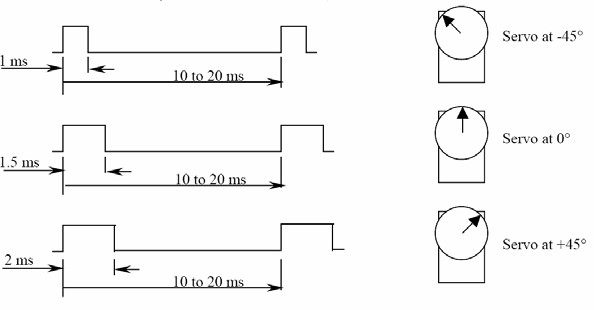 1 ms
10 to 20 ms
Servo at -45°
1.5 ms
10 to 20 ms
Servo at 0°
2 ms
10 to 20 ms
Servo at +45°